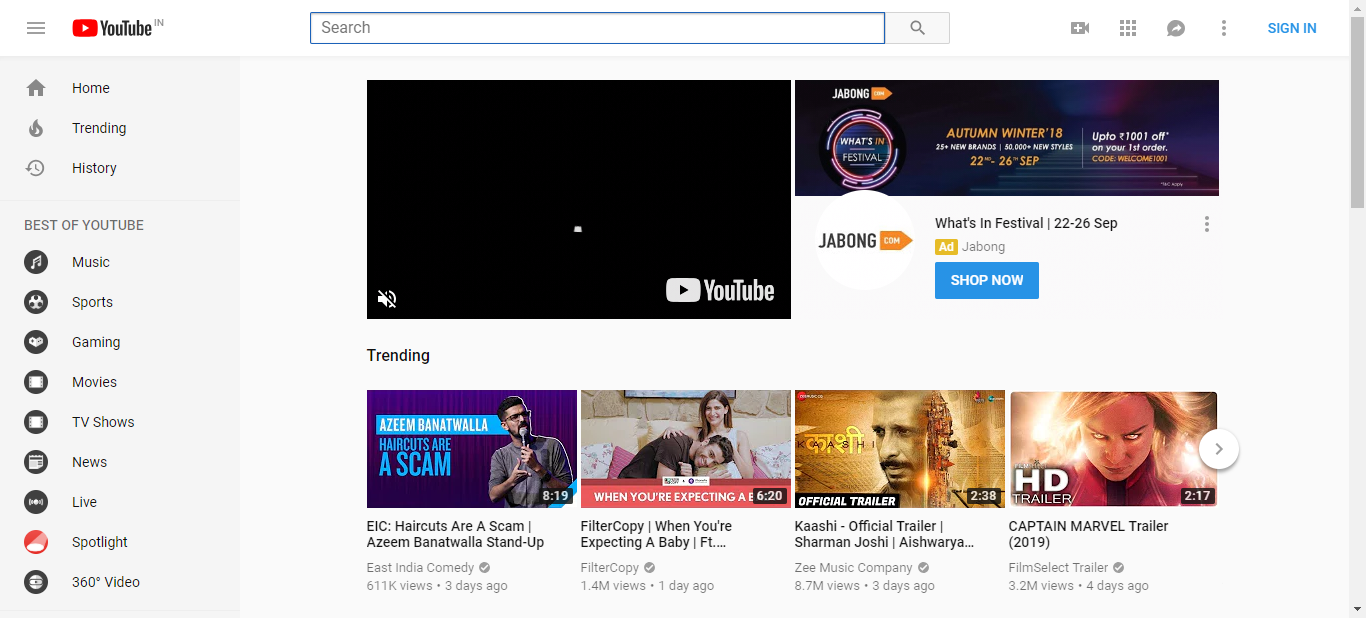 YouTube IN
Search
SIGN IN
Home
Trending
History
BEST OF YOUTUBE
Music
Sports
Gaming
Movies
TV Shows
News
Live
Spotlight
360° Video
YouTube
JABONG COM
WHAT'S IN
FESTIVAL
AUTUMN WINTER'18
25+ NEW BRANDS | 50,000+ NEW STYLES
22ND- 26TH SEP
Upto ₹1001 off*
on your 1st order.
CODE: WELCOME1001
*T&C Apply
JABONG COM
What's In Festival | 22-26 Sep
Ad Jabong
SHOP NOW
Trending
AZEEM BANATWALLA
HAIRCUTS ARE
A SCAM
8:19
EIC: Haircuts Are A Scam |
Azeem Banatwalla Stand-Up
East India Comedy
611K views • 3 days ago
WHEN YOU'RE EXPECTING A B
6:20
FilterCopy | When You're
Expecting A Baby | Ft....
FilterCopy
1.4M views • 1 day ago
काशी
KAASHI
OFFICIAL TRAILER
2:38
Kaashi - Official Trailer |
Sharman Joshi | Aishwarya...
Zee Music Company
8.7M views • 3 days ago
HD
TRAILER
2:17
CAPTAIN MARVEL Trailer
(2019)
FilmSelect Trailer
3.2M views • 4 days ago